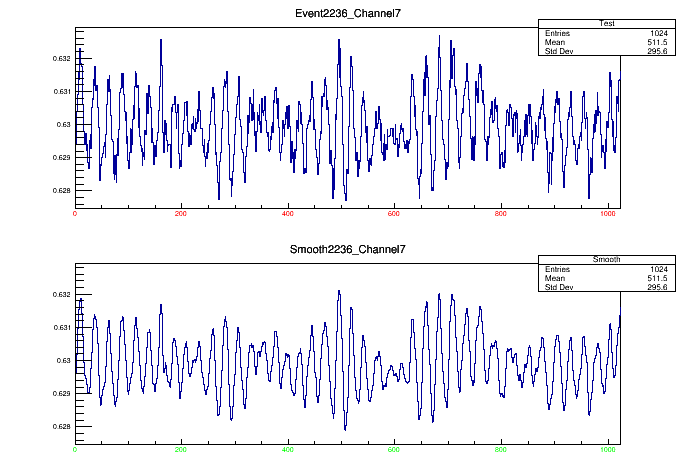 Event2236_Channel7
Test
Entries 1024
Mean 511.5
Std Dev 295.6
0.632
0.631
0.63
0.629
0.628
0 200 400 600 800 1000
Smooth2236_Channel7
Smooth
Entries 1024
Mean 511.5
Std Dev 295.6
0.632
0.631
0.63
0.629
0.628
0 200 400 600 800 1000